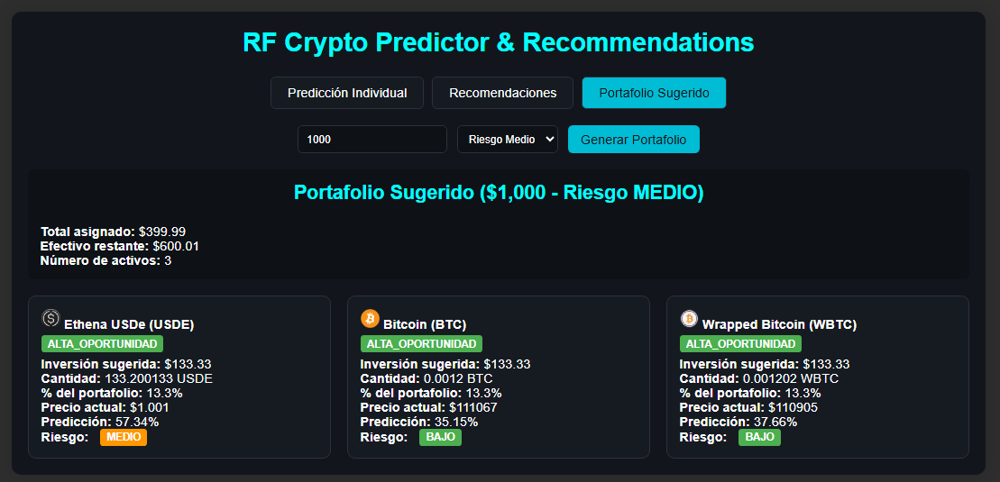 RF Crypto Predictor & Recommendations
Predicción Individual
Recomendaciones
Portafolio Sugerido
1000
Riesgo Medio
Generar Portafolio
Portafolio Sugerido ($1,000 - Riesgo MEDIO)
Total asignado: $399.99
Efectivo restante: $600.01
Número de activos: 3
Ethena USDe (USDE)
ALTA_OPORTUNIDAD
Inversión sugerida: $133.33
Cantidad: 133.200133 USDE
% del portafolio: 13.3%
Precio actual: $1.001
Predicción: 57.34%
Riesgo: MEDIO
Bitcoin (BTC)
ALTA_OPORTUNIDAD
Inversión sugerida: $133.33
Cantidad: 0.0012 BTC
% del portafolio: 13.3%
Precio actual: $111067
Predicción: 35.15%
Riesgo: BAJO
Wrapped Bitcoin (WBTC)
ALTA_OPORTUNIDAD
Inversión sugerida: $133.33
Cantidad: 0.001202 WBTC
% del portafolio: 13.3%
Precio actual: $110905
Predicción: 37.66%
Riesgo: BAJO